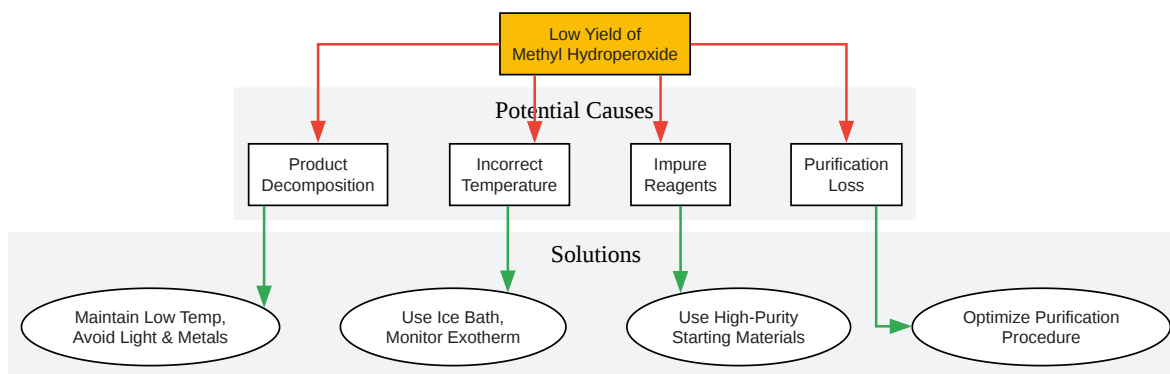 Low Yield of
Methyl Hydroperoxide
Potential Causes
Product
Decomposition
Incorrect
Temperature
Impure
Reagents
Purification
Loss
Solutions
Maintain Low Temp,
Avoid Light & Metals
Use Ice Bath,
Monitor Exotherm
Use High-Purity
Starting Materials
Optimize Purification
Procedure